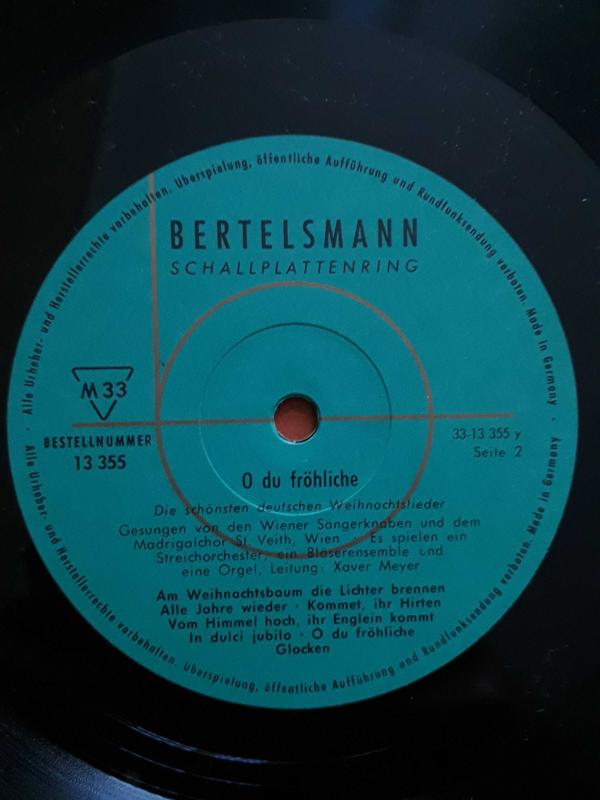 Alle Urheber- und Herstellerrechte vorbehalten. Überspielung, öffentliche Aufführung und Rundfunksendung verboten. Made in Germany ·
BERTELSMANN
SCHALLPLATTENRING
M 33
BESTELLNUMMER
13 355
33-13 355 y
Seite 2
O du fröhliche
Die schönsten deutschen Weihnachtslieder
Gesungen von den Wiener Sängerknaben und dem
Madrigalchor St. Veith, Wien · Es spielen ein
Streichorchester, ein Bläserensemble und
eine Orgel, Leitung: Xaver Meyer
Am Weihnachtsbaum die Lichter brennen
Alle Jahre wieder · Kommet, ihr Hirten
Vom Himmel hoch, ihr Englein kommt
In dulci jubilo · O du fröhliche
Glocken
Alle Urheber- und Herstellerrechte vorbehalten. Überspielung, öffentliche Aufführung und Rundfunksendung verboten. Made in Germany ·